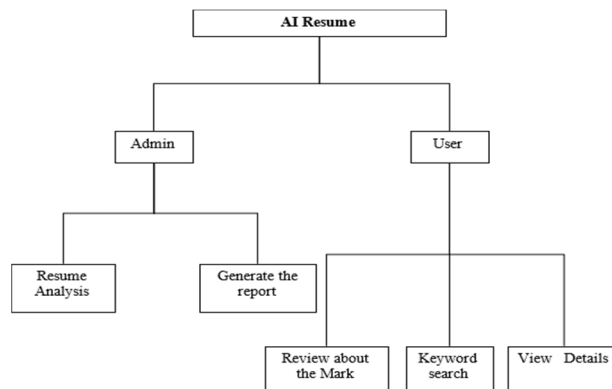 AI Resume
Admin
User
Resume
Analysis
Generate the
report
Review about
the Mark
Keyword
search
View Details